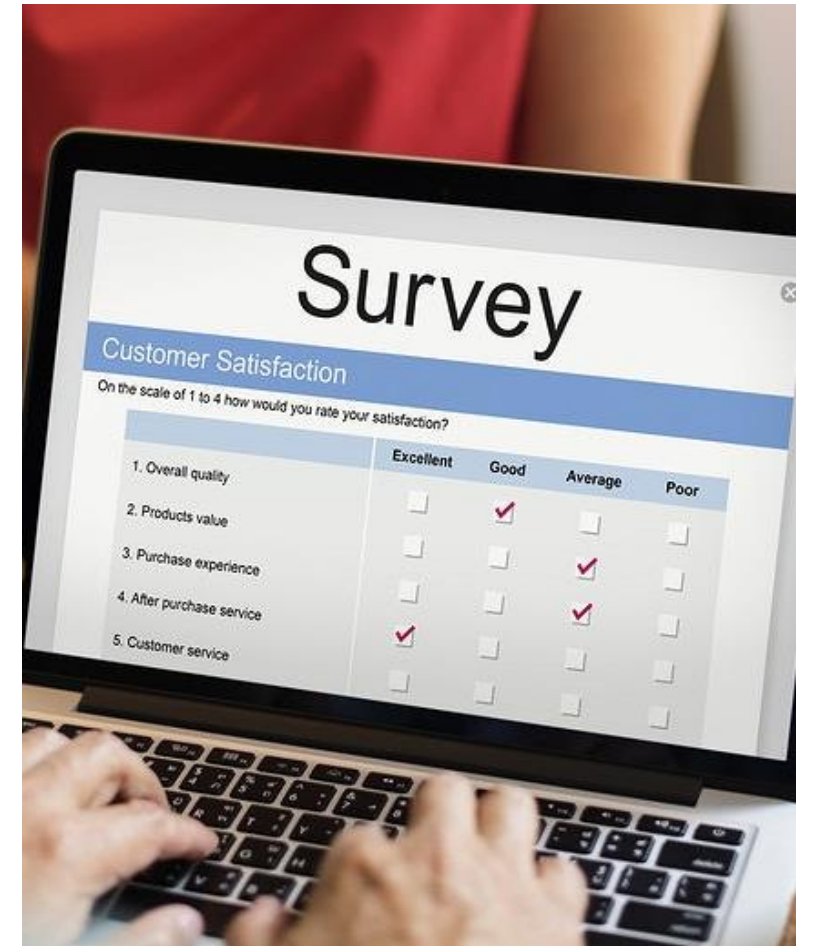 Survey
Customer Satisfaction
On the scale of 1 to 4 how would you rate your satisfaction?
Excellent Good Average Poor
1. Overall quality
2. Products value
3. Purchase experience
4. After purchase service
5. Customer service
delete